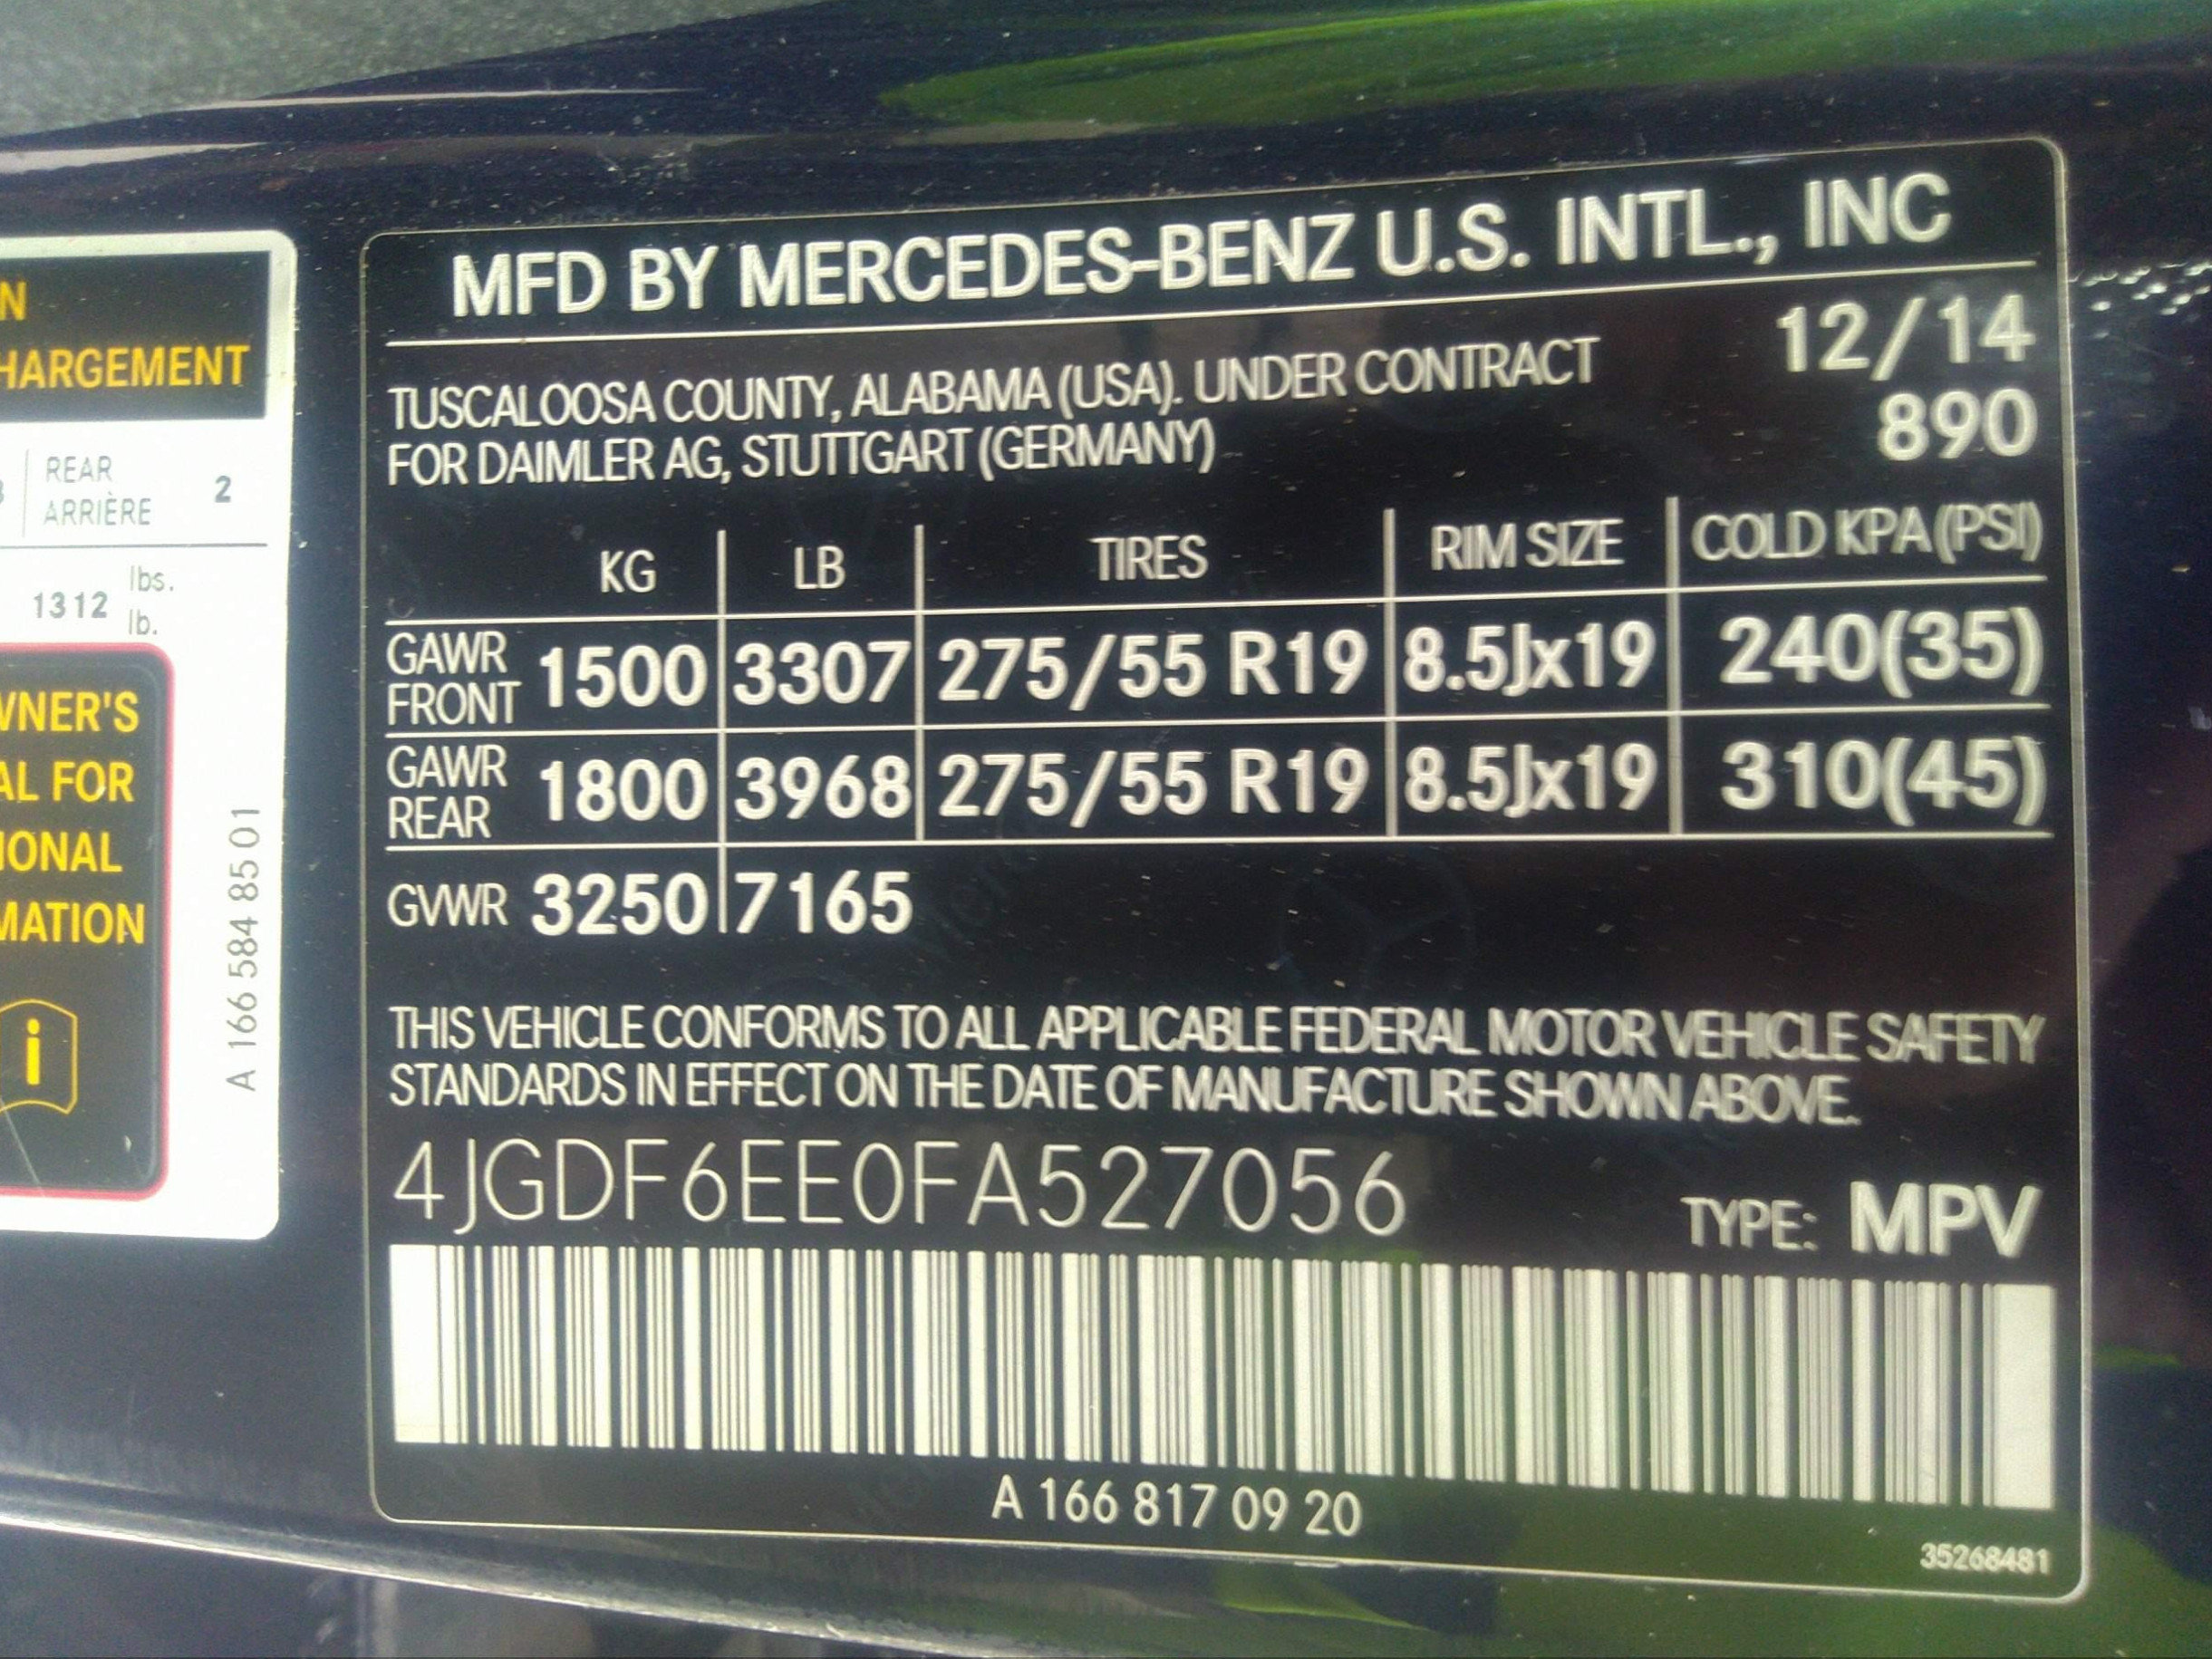 N
HARGEMENT
REAR
ARRIÈRE 2
1312 lbs.
lb.
WNER'S
AL FOR
IONAL
MATION
i
A 166 584 85 01
MFD BY MERCEDES-BENZ U.S. INTL., INC
12/14
TUSCALOOSA COUNTY, ALABAMA (USA). UNDER CONTRACT
890
FOR DAIMLER AG, STUTTGART (GERMANY)
KG LB TIRES RIM SIZE COLD KPA (PSI)
GAWR FRONT 1500 3307 275/55 R19 8.5Jx19 240(35)
GAWR REAR 1800 3968 275/55 R19 8.5Jx19 310(45)
GVWR 3250 7165
THIS VEHICLE CONFORMS TO ALL APPLICABLE FEDERAL MOTOR VEHICLE SAFETY
STANDARDS IN EFFECT ON THE DATE OF MANUFACTURE SHOWN ABOVE.
4JGDF6EE0FA527056
TYPE: MPV
A 166 817 09 20
35268481